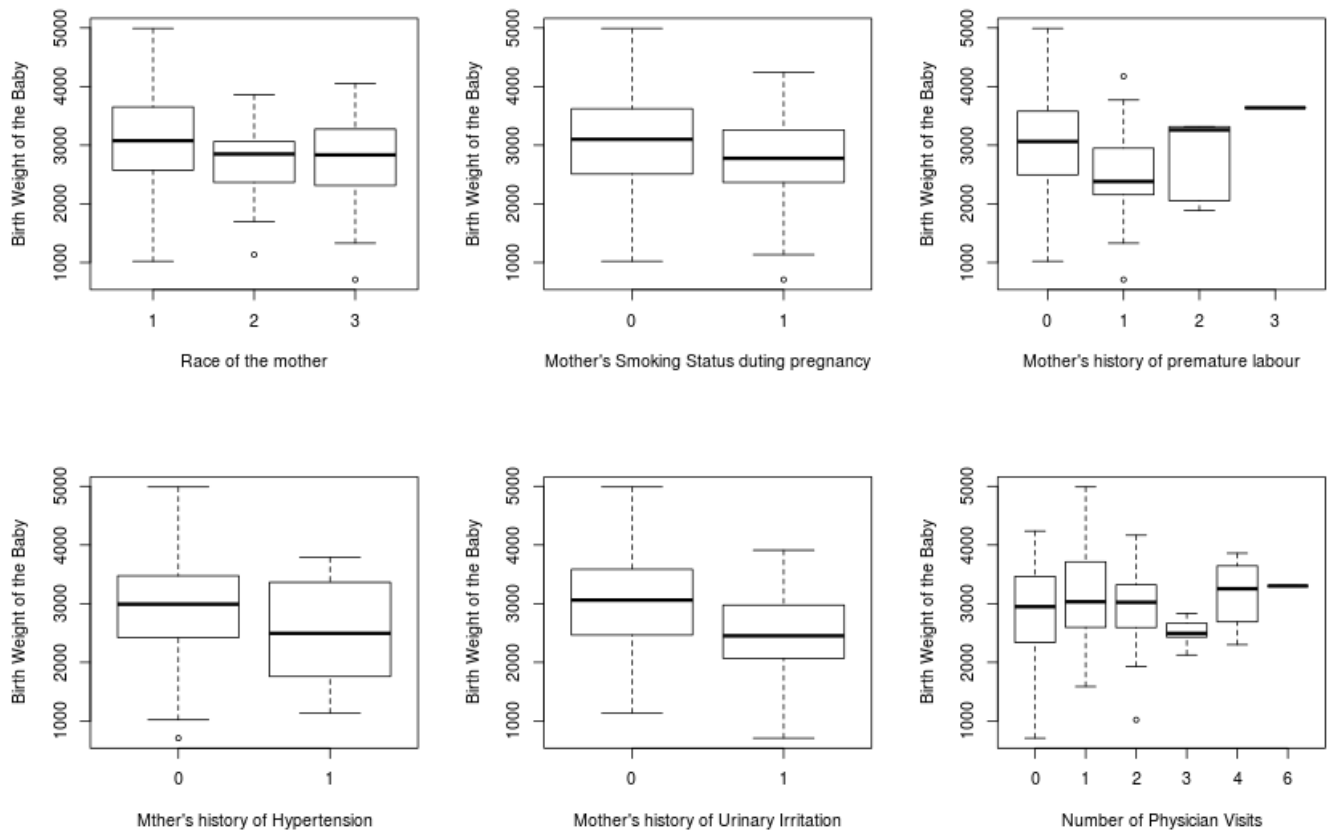 Birth Weight of the Baby
5000
4000
3000
2000
1000
1 2 3
Race of the mother
Birth Weight of the Baby
5000
4000
3000
2000
1000
0 1
Mother's Smoking Status duting pregnancy
Birth Weight of the Baby
5000
4000
3000
2000
1000
0 1 2 3
Mother's history of premature labour
Birth Weight of the Baby
5000
4000
3000
2000
1000
0 1
Mther's history of Hypertension
Birth Weight of the Baby
5000
4000
3000
2000
1000
0 1
Mother's history of Urinary Irritation
Birth Weight of the Baby
5000
4000
3000
2000
1000
0 1 2 3 4 6
Number of Physician Visits